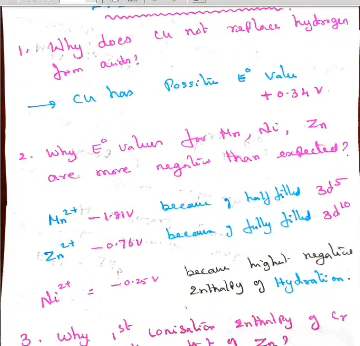 1. Why does Cu not replace hydrogen
from acids?
→ Cu has Positive E° Value
+0.34 V
2. Why E° values for Mn, Ni, Zn
are more negative than expected?
Mn2+ -1.81V because of half filled 3d5
Zn2+ -0.76V because of fully filled 3d10
Ni2+ = -0.25V because highest negative
Enthalpy of Hydration.
3. Why 1st ionisation Enthalpy of Cr
Zn?